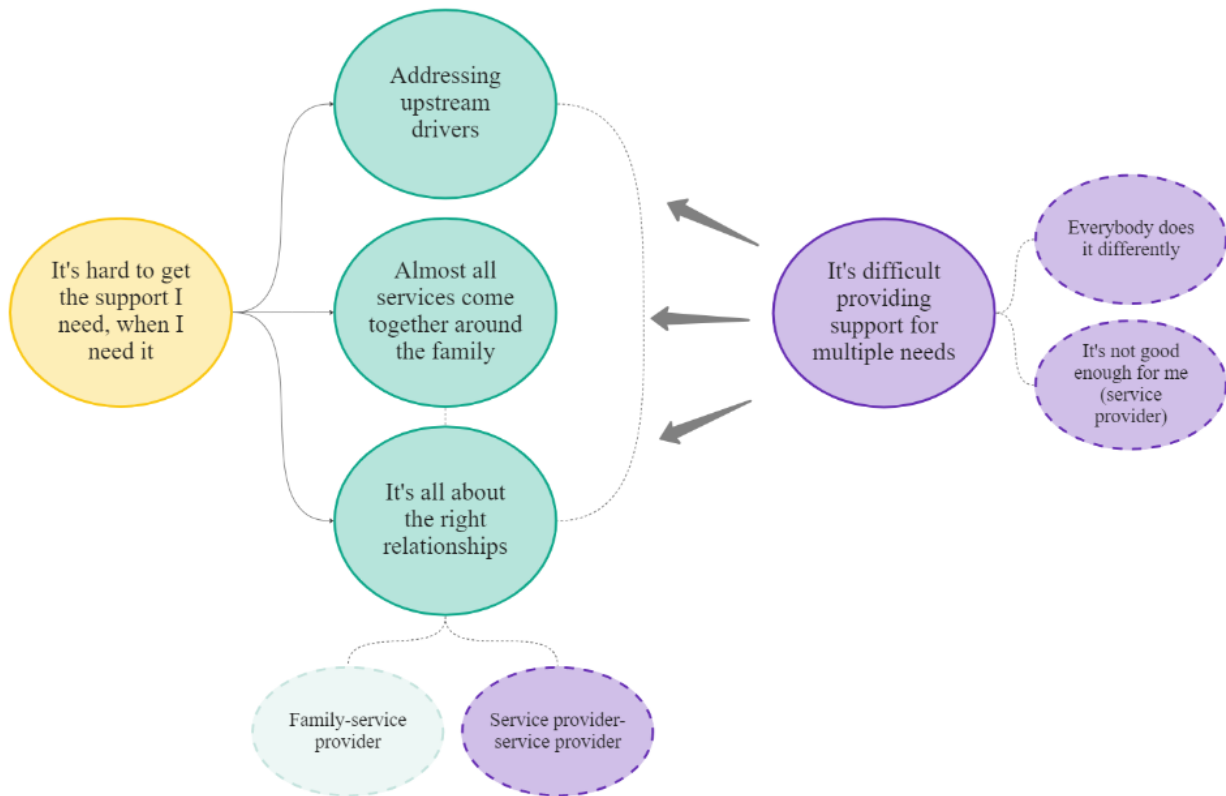 Addressing
upstream
drivers
It's hard to get
the support I
need, when I
need it
Almost all
services come
together around
the family
It's all about
the right
relationships
Family-service
provider
Service provider-
service provider
It's difficult
providing
support for
multiple needs
Everybody does
it differently
It's not good
enough for me
(service
provider)